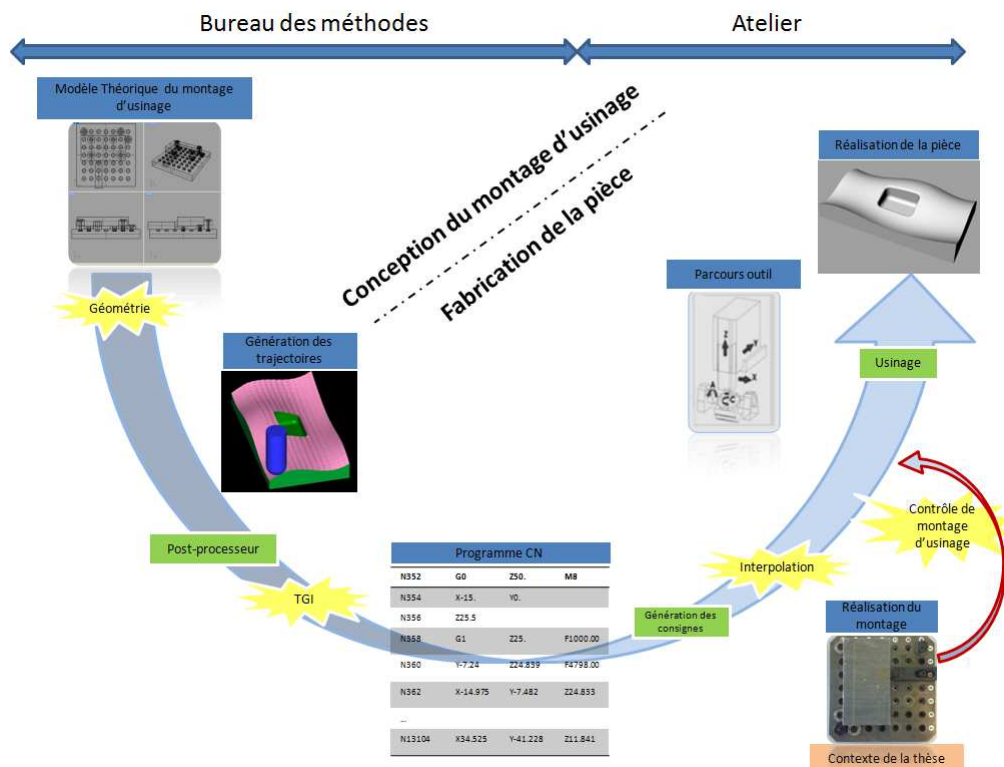 Bureau des méthodes
Atelier
Modèle Théorique du montage
d'usinage
Conception du montage d'usinage
Fabrication de la pièce
Réalisation de la pièce
Géométrie
Parcours outil
Z
Y
X
A
C
Génération des
trajectoires
Usinage
Contrôle de
montage
d'usinage
Post-processeur
TGI
Programme CN
N352 G0 Z50. M8
N354 X-15. Y0.
N356 Z25.5
N358 G1 Z25. F1000.00
N360 Y-7.24 Z24.839 F4798.00
N362 X-14.975 Y-7.482 Z24.833
...
N13104 X34.525 Y-41.228 Z11.841
Interpolation
Génération des
consignes
Réalisation du
montage
Contexte de la thèse